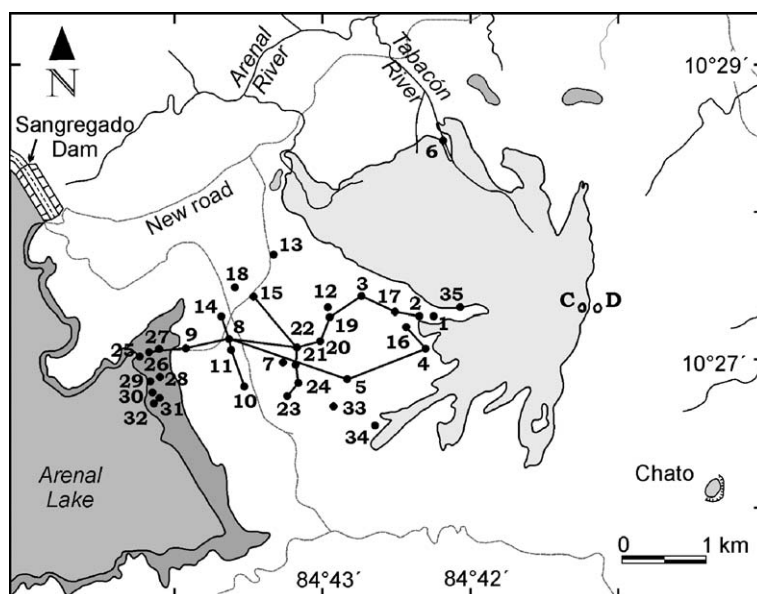 Arenal
River
Tabacón
River
10°29´
N
Sangregado
Dam
6
New road
13
18
15
12
3
35
C
D
14
19
17
2
1
16
8
22
20
27
9
25
11
7
21
4
10°27´
26
28
24
5
29
10
23
33
30
31
32
34
Arenal
Lake
Chato
0
1 km
84°43´
84°42´